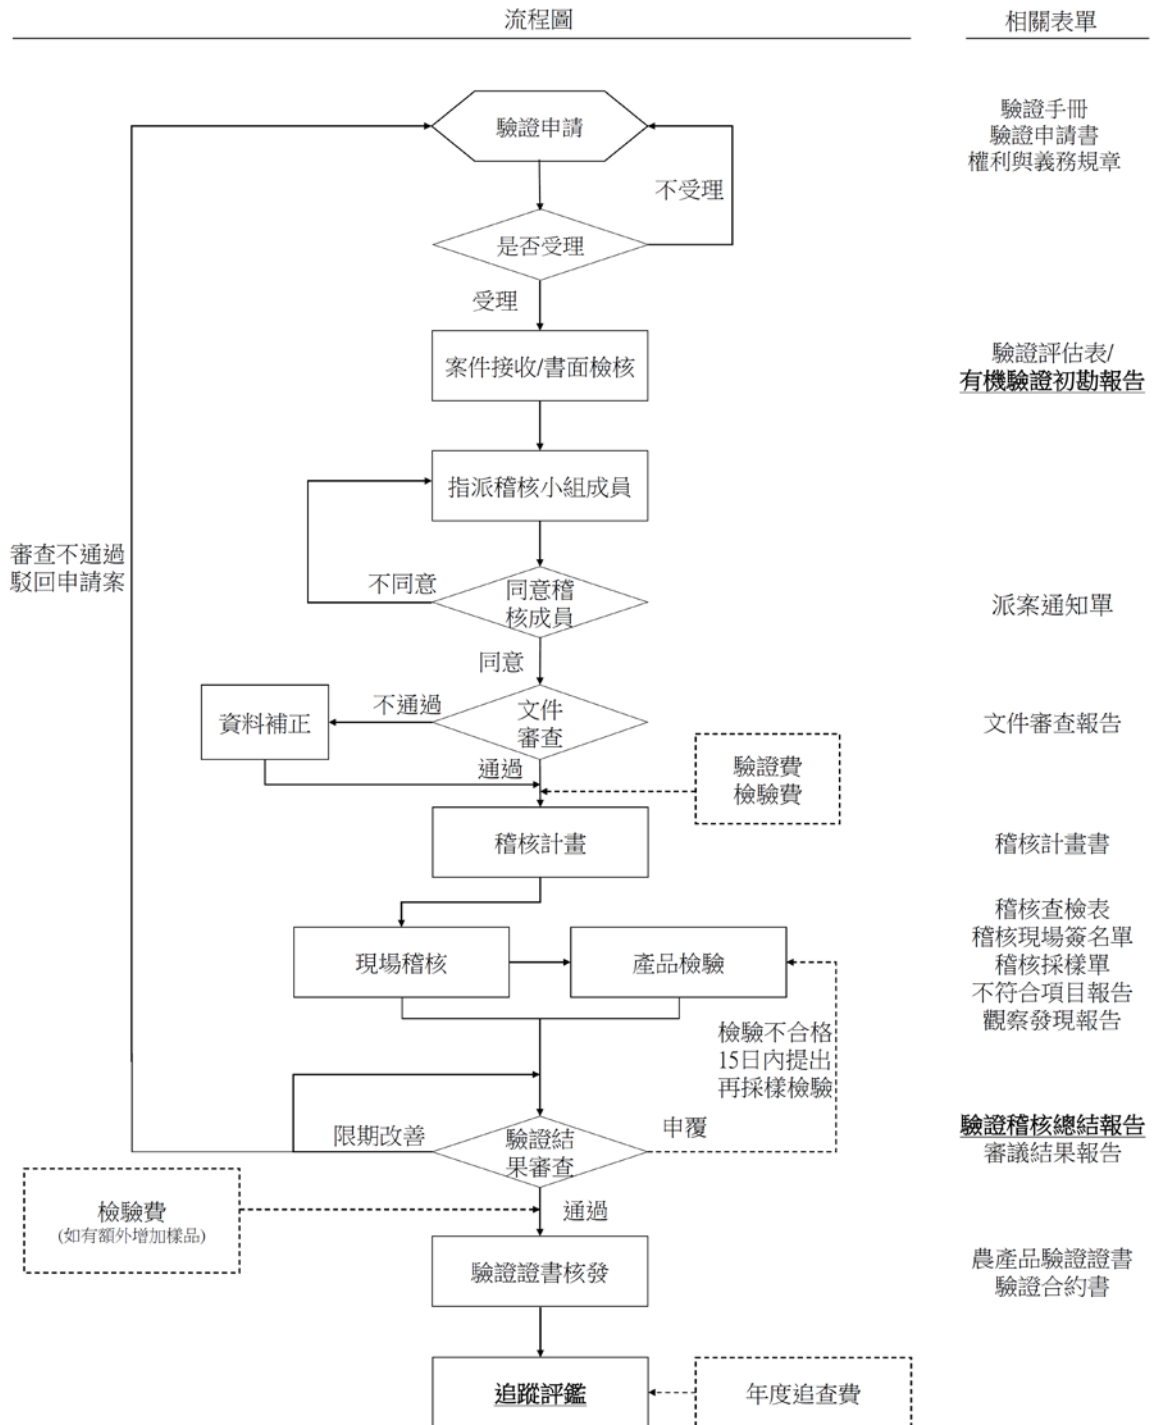 流程圖
相關表單
驗證申請
驗證手冊
驗證申請書
權利與義務規章
不受理
是否受理
受理
案件接收/書面檢核
驗證評估表/
有機驗證初勘報告
指派稽核小組成員
審查不通過
駁回申請案
不同意
同意稽
核成員
派案通知單
同意
資料補正
不通過
文件
審查
文件審查報告
通過
驗證費
檢驗費
稽核計畫
稽核計畫書
現場稽核
產品檢驗
稽核查檢表
稽核現場簽名單
稽核採樣單
不符合項目報告
觀察發現報告
檢驗不合格
15日內提出
再採樣檢驗
限期改善
驗證結
果審查
申覆
驗證稽核總結報告
審議結果報告
檢驗費
(如有額外增加樣品)
通過
驗證證書核發
農產品驗證證書
驗證合約書
追蹤評鑑
年度追查費